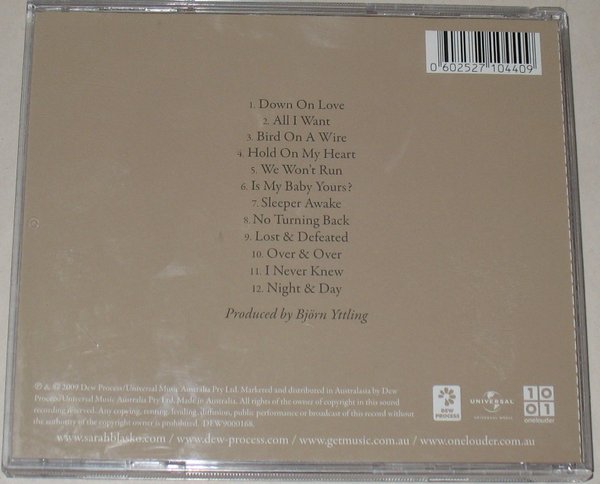 0 602527 104409
1. Down On Love
2. All I Want
3. Bird On A Wire
4. Hold On My Heart
5. We Won't Run
6. Is My Baby Yours?
7. Sleeper Awake
8. No Turning Back
9. Lost & Defeated
10. Over & Over
11. I Never Knew
12. Night & Day
Produced by Björn Yttling
℗ & © 2009 Dew Process/Universal Music Australia Pty Ltd. Marketed and distributed in Australasia by Dew
Process/Universal Music Australia Pty Ltd, Made in Australia. All rights of the owner of copyright in this sound
recording reserved. Any copying, renting, lending, diffusion, public performance or broadcast of this record without
the authority of the copyright owner is prohibited. DEW9000168.
DEW
PROCESS
UNIVERSAL
UNIVERSAL MUSIC
10
01
onelouder
www.sarahblasko.com / www.dew-process.com / www.getmusic.com.au / www.onelouder.com.au